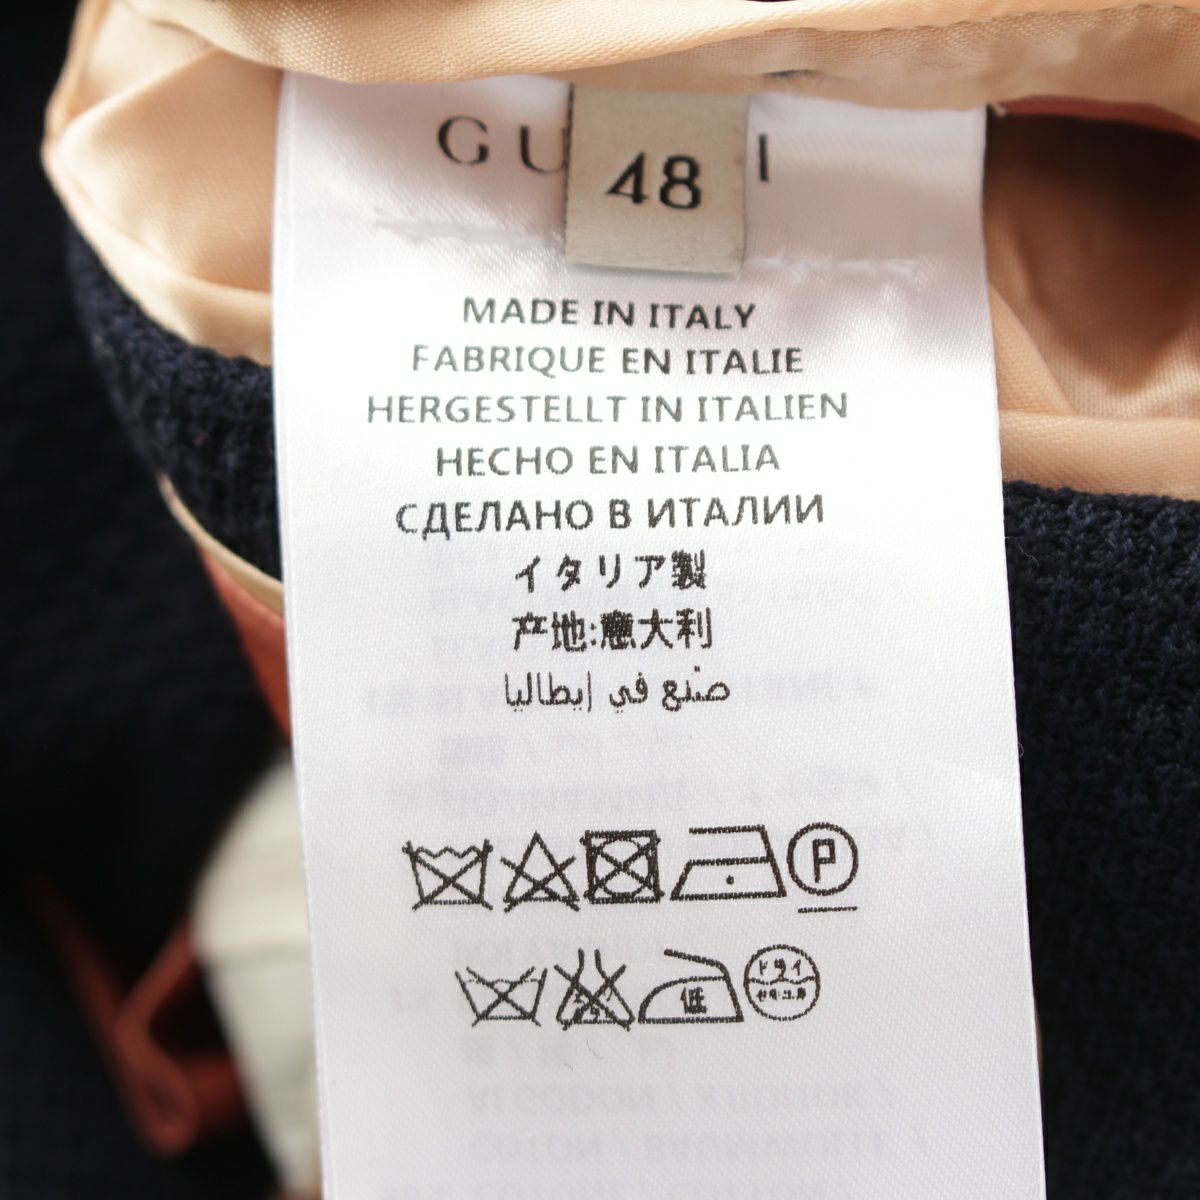 GU I
48
MADE IN ITALY
FABRIQUE EN ITALIE
HERGESTELLT IN ITALIEN
HECHO EN ITALIA
СДЕЛАНО В ИТАЛИИ
イタリア製
产地:意大利
صنع في إيطاليا
P
低 ドライ